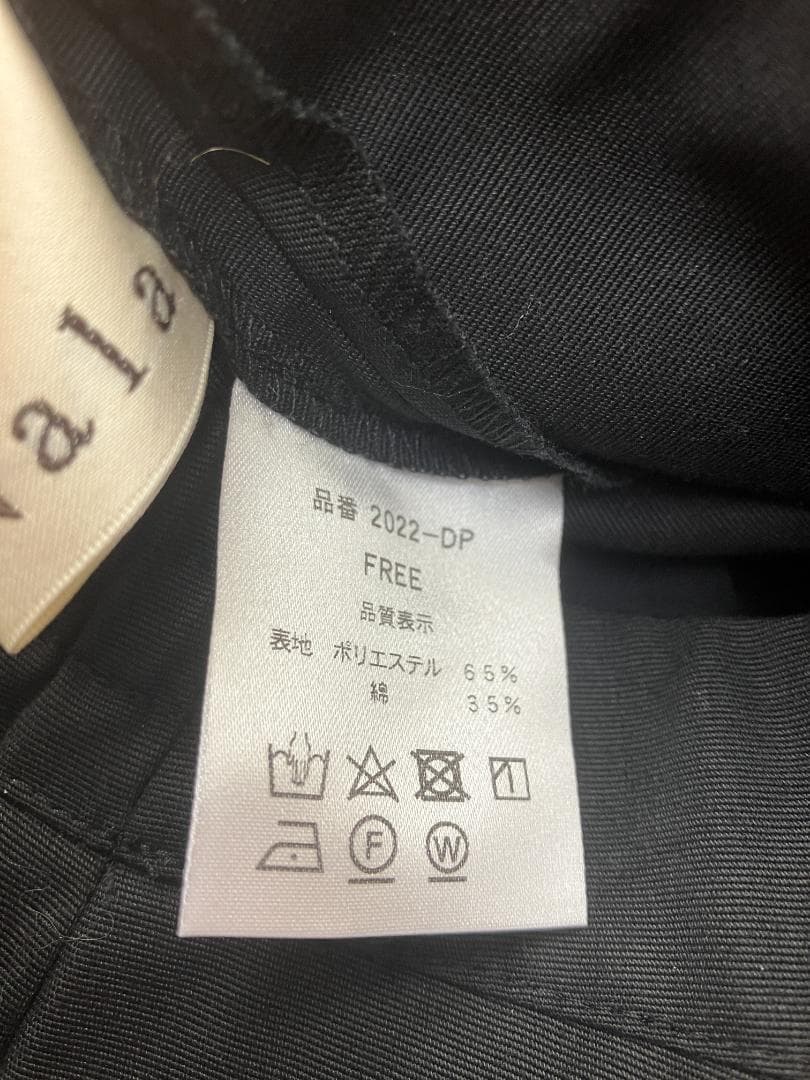 vala
品番 2022-DP
FREE
品質表示
表地 ポリエステル 65%
綿 35%
F W